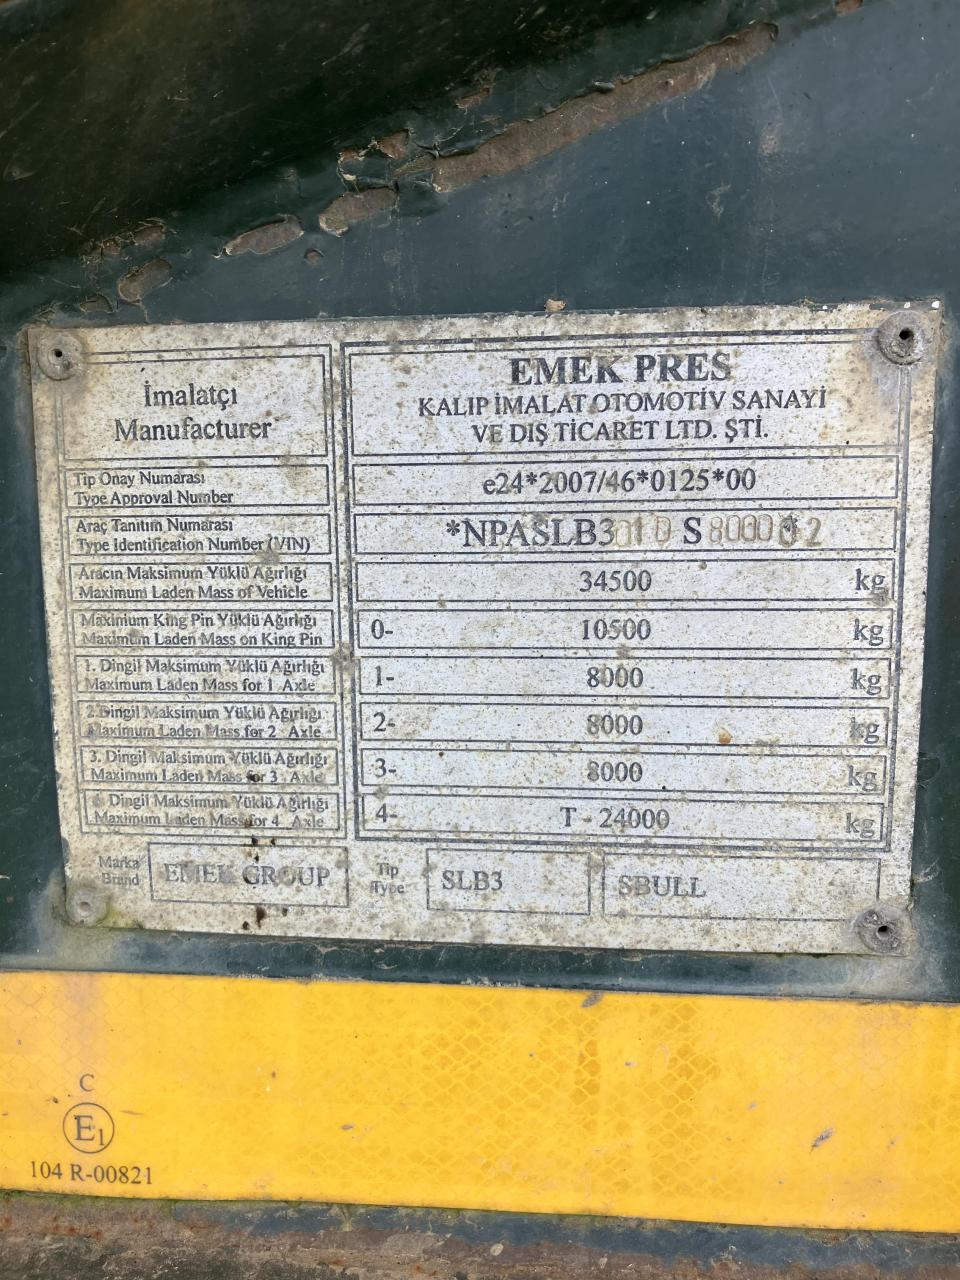 İmalatçı
Manufacturer
EMEK PRES
KALIP İMALAT OTOMOTİV SANAYİ
VE DIŞ TİCARET LTD. ŞTİ.
Tip Onay Numarası
Type Approval Number
e24*2007/46*0125*00
Araç Tanıtım Numarası
Type Identification Number (VIN)
Aracın Maksimum Yüklü Ağırlığı
Maximum Laden Mass of Vehicle
34500 kg
Maximum King Pin Yüklü Ağırlığı
Maximum Laden Mass on King Pin
0- 10500 kg
1. Dingil Maksimum Yüklü Ağırlığı
Maximum Laden Mass for 1 Axle
1- 8000 kg
2.Dingil Maksimum Yüklü Ağırlığı
Maximum Laden Mass for 2 Axle
2- 8000 kg
3. Dingil Maksimum Yüklü Ağırlığı
Maximum Laden Mass for 3 Axle
3- 8000 kg
Dingil Maksimum Yüklü Ağırlığı
Maximum Laden Mass for 4 Axle
4- T - 24000 kg
Marka
Brand
EMEK GROUP
Tip
Type
SLB3
SBULL
C
E1
104 R-00821